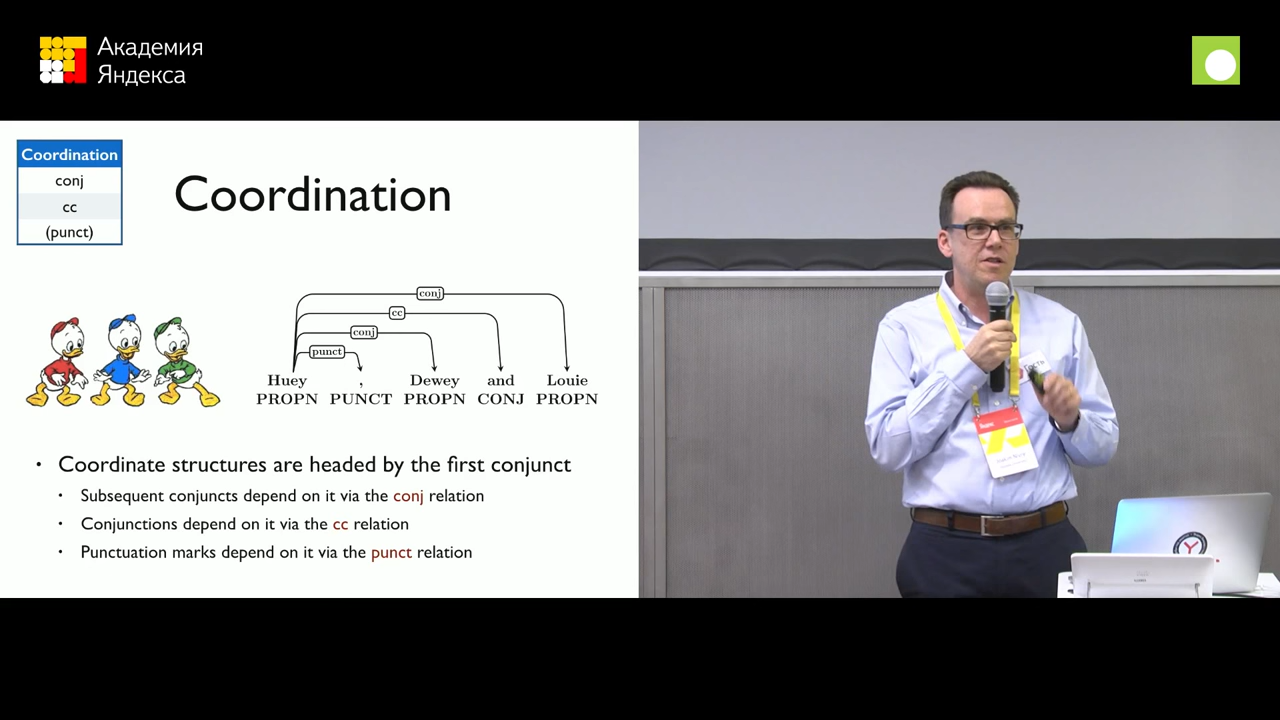 Академия
Яндекса
Coordination
conj
cc
(punct)
Coordination
conj
cc
conj
punct
Huey , Dewey and Louie
PROPN PUNCT PROPN CONJ PROPN
• Coordinate structures are headed by the first conjunct
• Subsequent conjuncts depend on it via the conj relation
• Conjunctions depend on it via the cc relation
• Punctuation marks depend on it via the punct relation